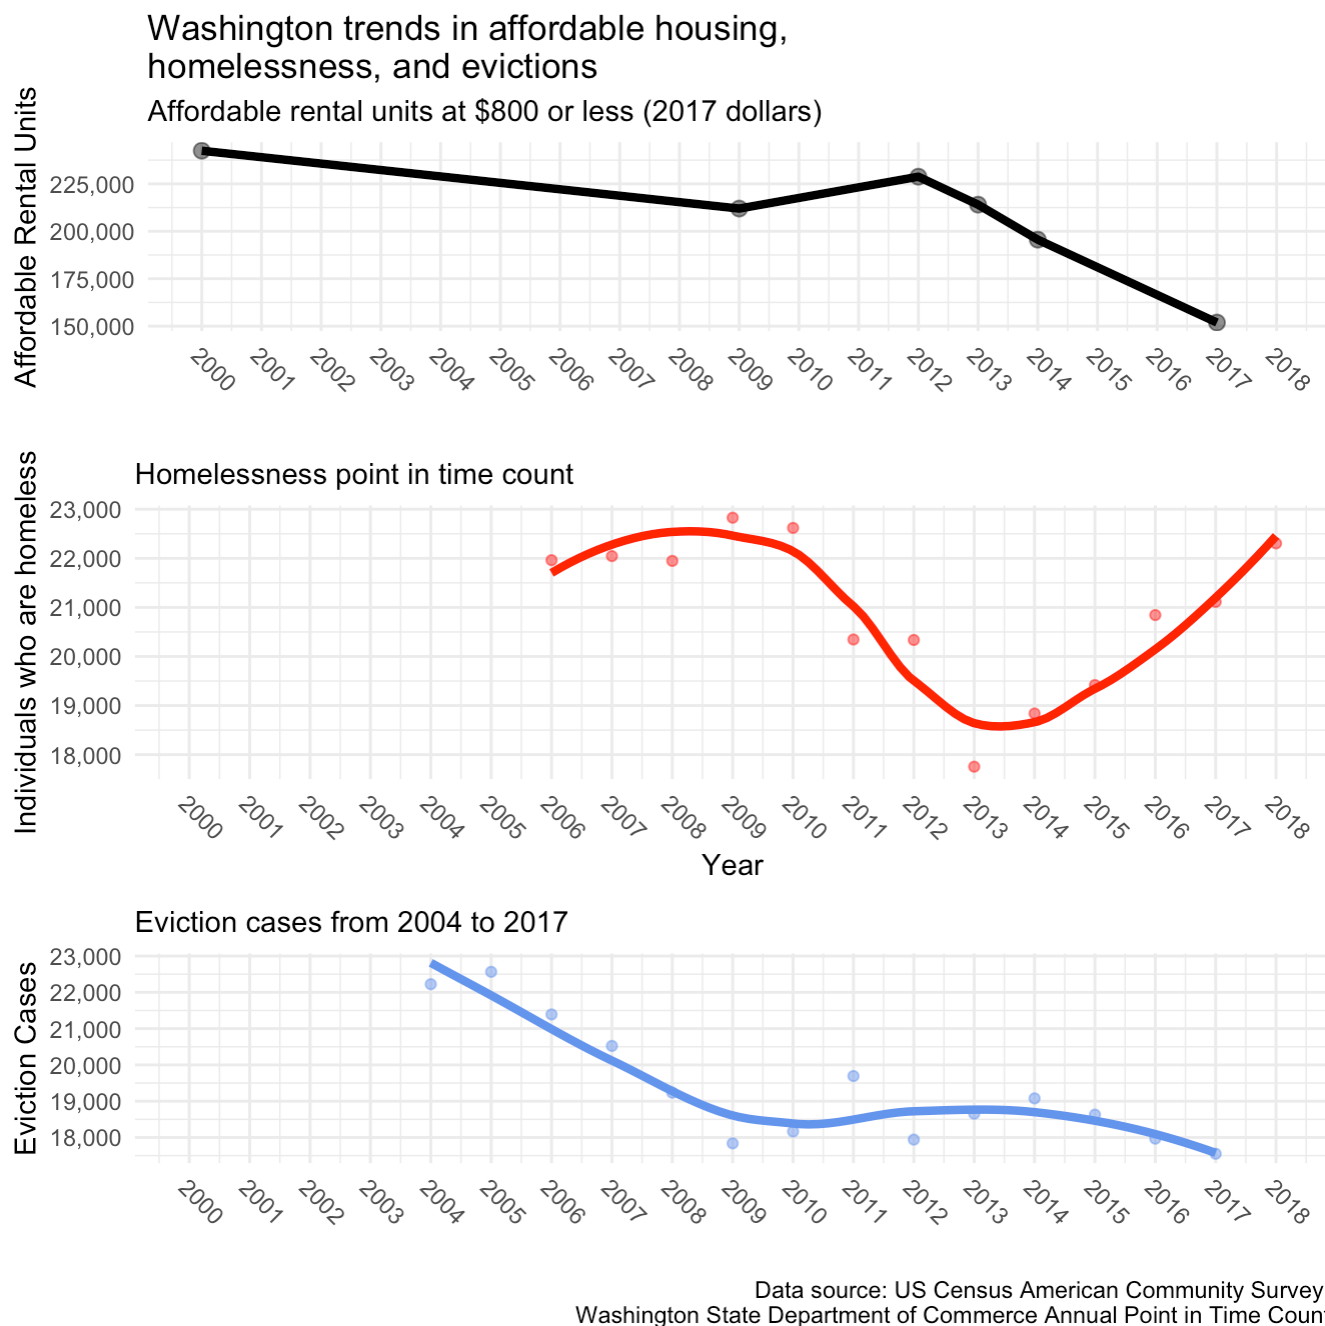 Washington trends in affordable housing,
homelessness, and evictions
Affordable rental units at $800 or less (2017 dollars)
Affordable Rental Units
225,000
200,000
175,000
150,000
2000 2001 2002 2003 2004 2005 2006 2007 2008 2009 2010 2011 2012 2013 2014 2015 2016 2017 2018
Homelessness point in time count
Individuals who are homeless
23,000
22,000
21,000
20,000
19,000
18,000
2000 2001 2002 2003 2004 2005 2006 2007 2008 2009 2010 2011 2012 2013 2014 2015 2016 2017 2018
Year
Eviction cases from 2004 to 2017
Eviction Cases
23,000
22,000
21,000
20,000
19,000
18,000
2000 2001 2002 2003 2004 2005 2006 2007 2008 2009 2010 2011 2012 2013 2014 2015 2016 2017 2018
Data source: US Census American Community Survey
Washington State Department of Commerce Annual Point in Time Count